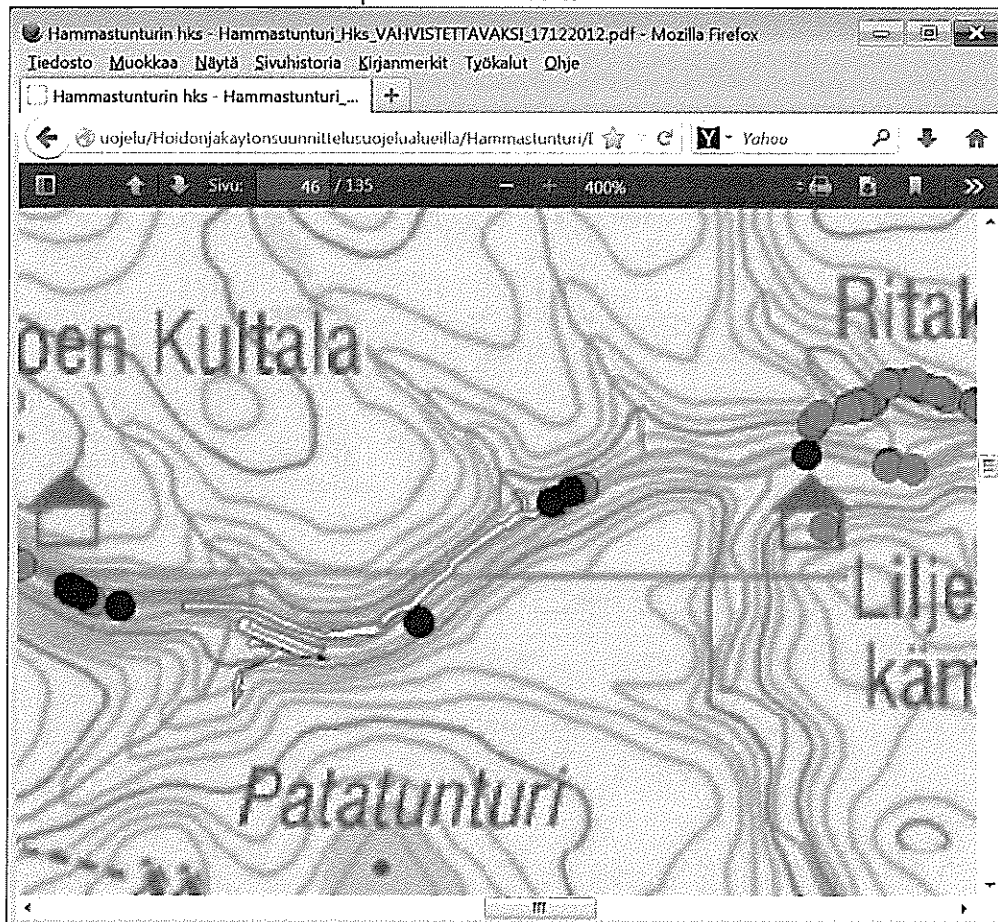 Hammastunturin hks - Hammastunturi_Hks_VAHVISTETTAVAKSI_17122012.pdf - Mozilla Firefox
Tiedosto Muokkaa Näytä Sivuhistoria Kirjanmerkit Työkalut Ohje
Hammastunturin hks - Hammastunturi_... +
uojelu/Hoidonjakaytonsuunnittelusuojelualueilla/Hammastunturi/ Yahoo
Sivu: 46 / 135 400%
Ritak
oen Kultala
Lilje
käm
Patatunturi